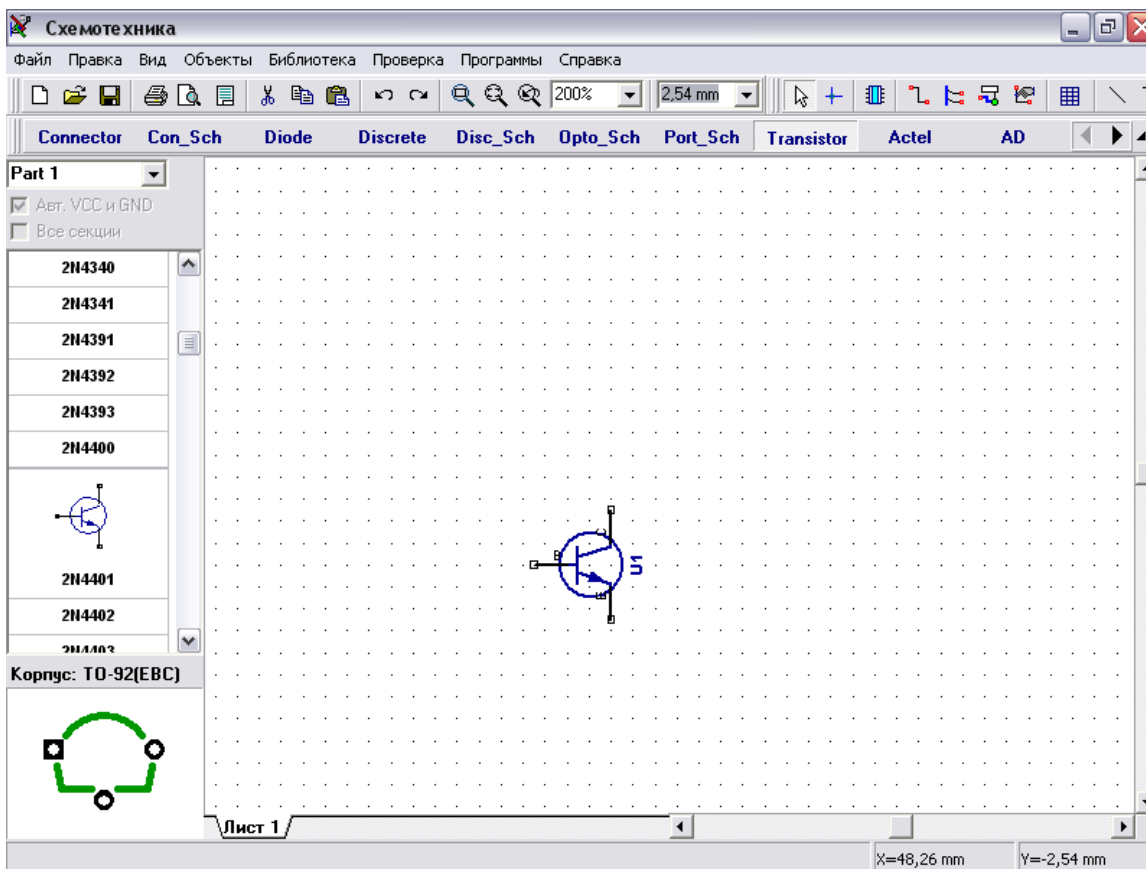 Схемотехника
Файл Правка Вид Объекты Библиотека Проверка Программы Справка
200% 2,54 mm
Connector Con_Sch Diode Discrete Disc_Sch Opto_Sch Port_Sch Transistor Actel AD
Part 1
Авт. VCC и GND
Все секции
2N4340
2N4341
2N4391
2N4392
2N4393
2N4400
2N4401
2N4402
2N4403
C
B
U1
E
Корпус: TO-92(EBC)
Лист 1
X=48,26 mm Y=-2,54 mm